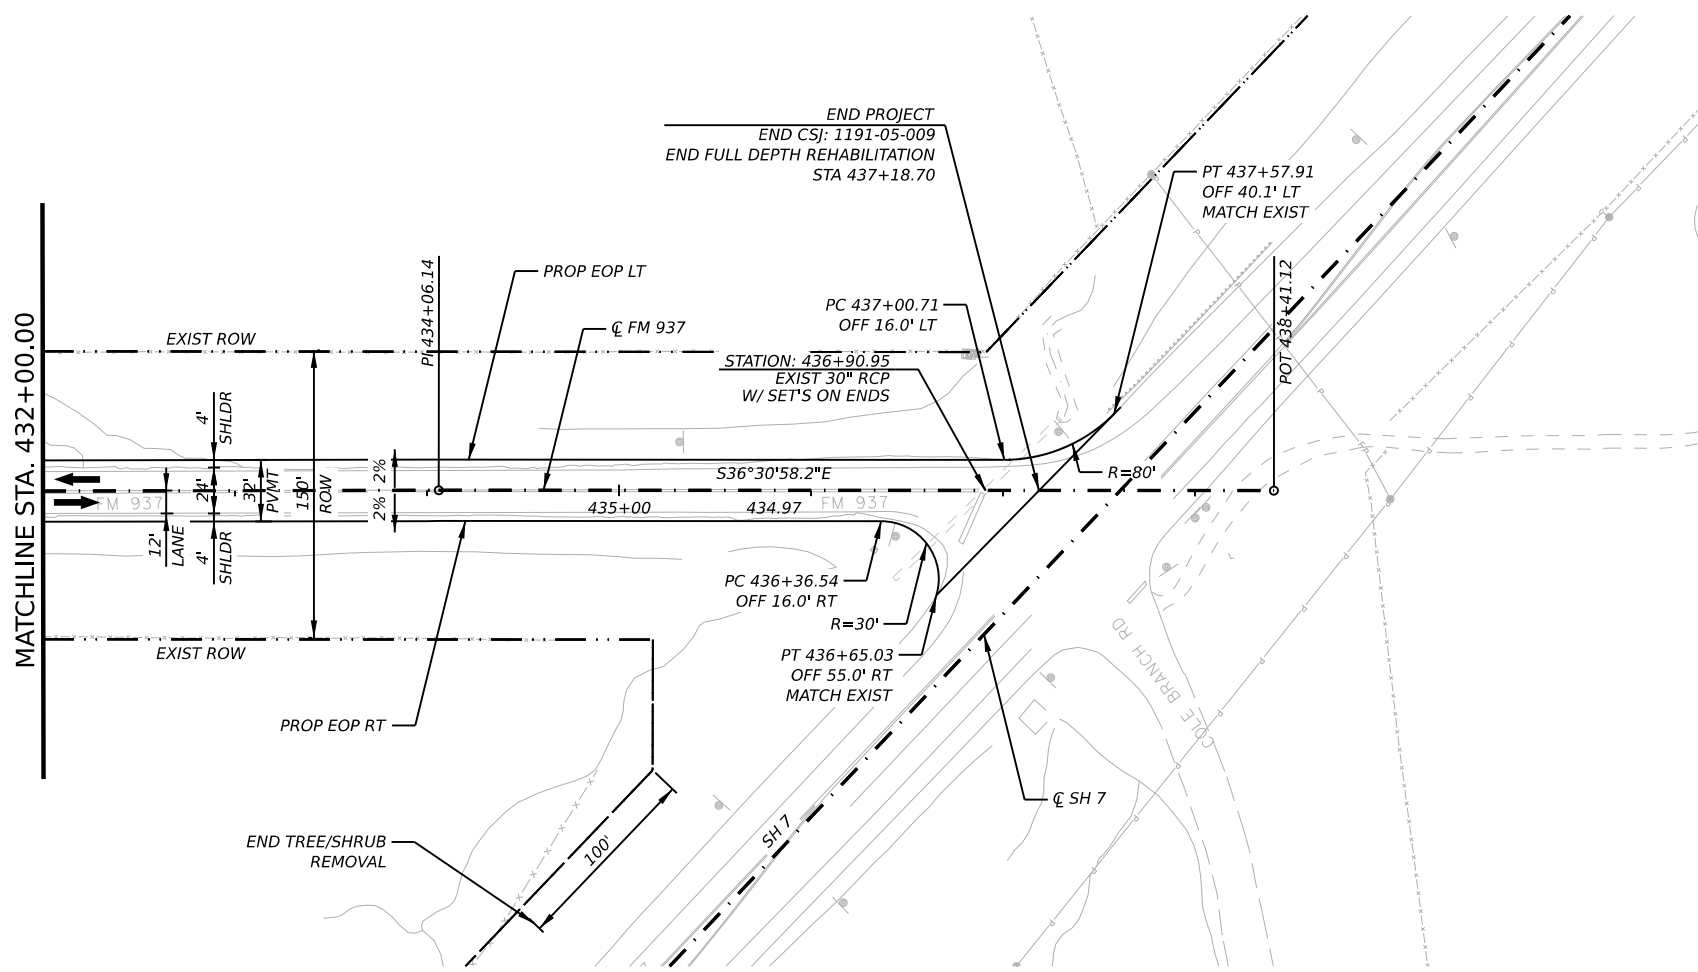 END PROJECT
END CSJ: 1191-05-009
END FULL DEPTH REHABILITATION
STA 437+18.70
PT 437+57.91
OFF 40.1' LT
MATCH EXIST
PROP EOP LT
PI 434+06.14
POT 438+41.12
PC 437+00.71
OFF 16.0' LT
℄ FM 937
EXIST ROW
STATION: 436+90.95
EXIST 30" RCP
W/ SET'S ON ENDS
MATCHLINE STA. 432+00.00
4'
SHLDR
24'
32'
PVMT
150'
ROW
2%
2%
S36°30'58.2"E
R=80'
FM 937
435+00
434.97
FM 937
12'
LANE
4'
SHLDR
PC 436+36.54
OFF 16.0' RT
R=30'
PT 436+65.03
OFF 55.0' RT
MATCH EXIST
EXIST ROW
COLE BRANCH RD
PROP EOP RT
℄ SH 7
SH 7
END TREE/SHRUB
REMOVAL
100'